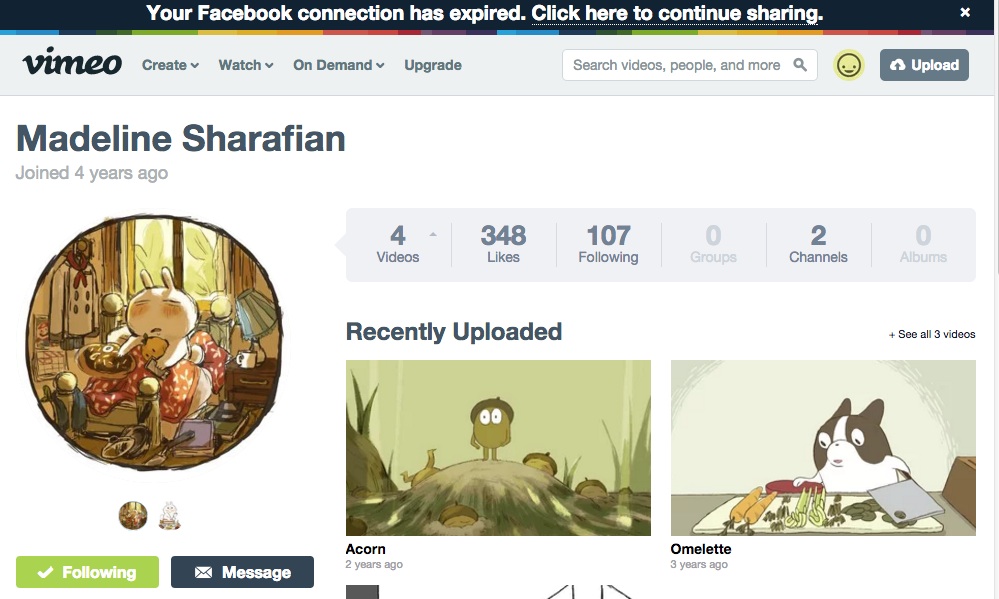 Your Facebook connection has expired. Click here to continue sharing. ×
vimeo Create Watch On Demand Upgrade Search videos, people, and more Upload
Madeline Sharafian
Joined 4 years ago
4 348 107 0 2 0
Videos Likes Following Groups Channels Albums
Recently Uploaded + See all 3 videos
Acorn Omelette
2 years ago 3 years ago
Following Message